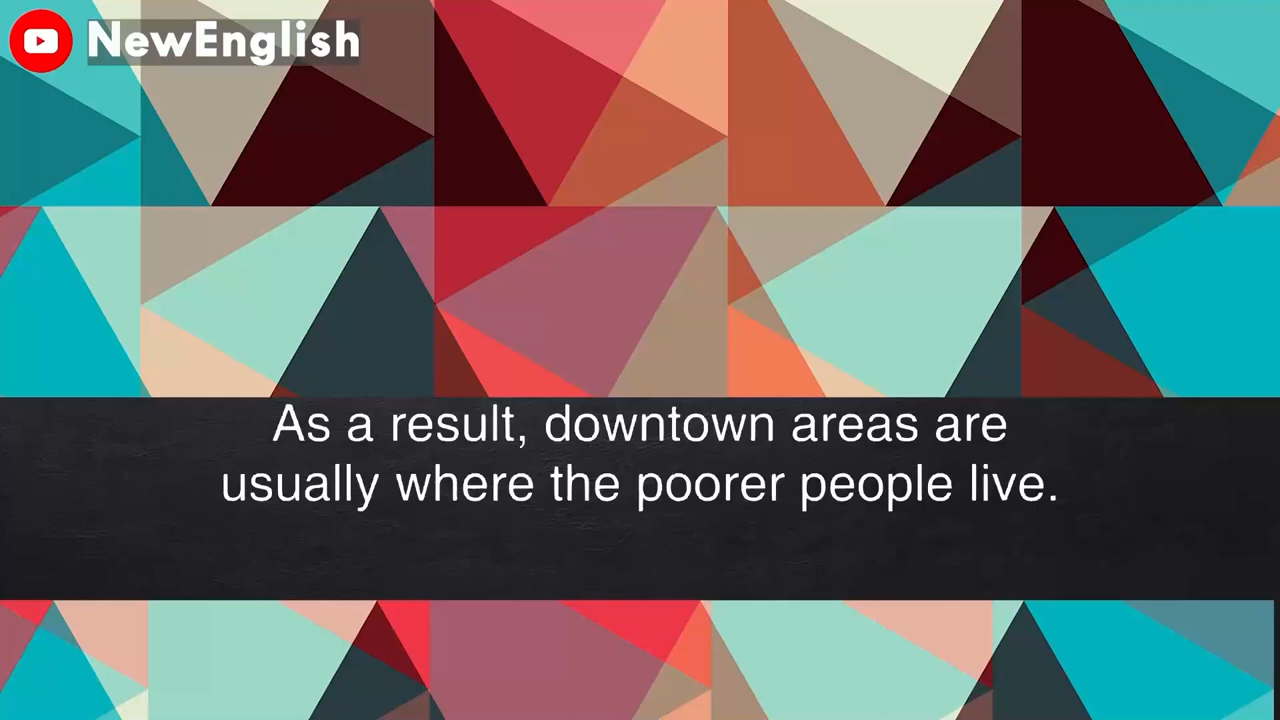 NewEnglish
As a result, downtown areas are
usually where the poorer people live.